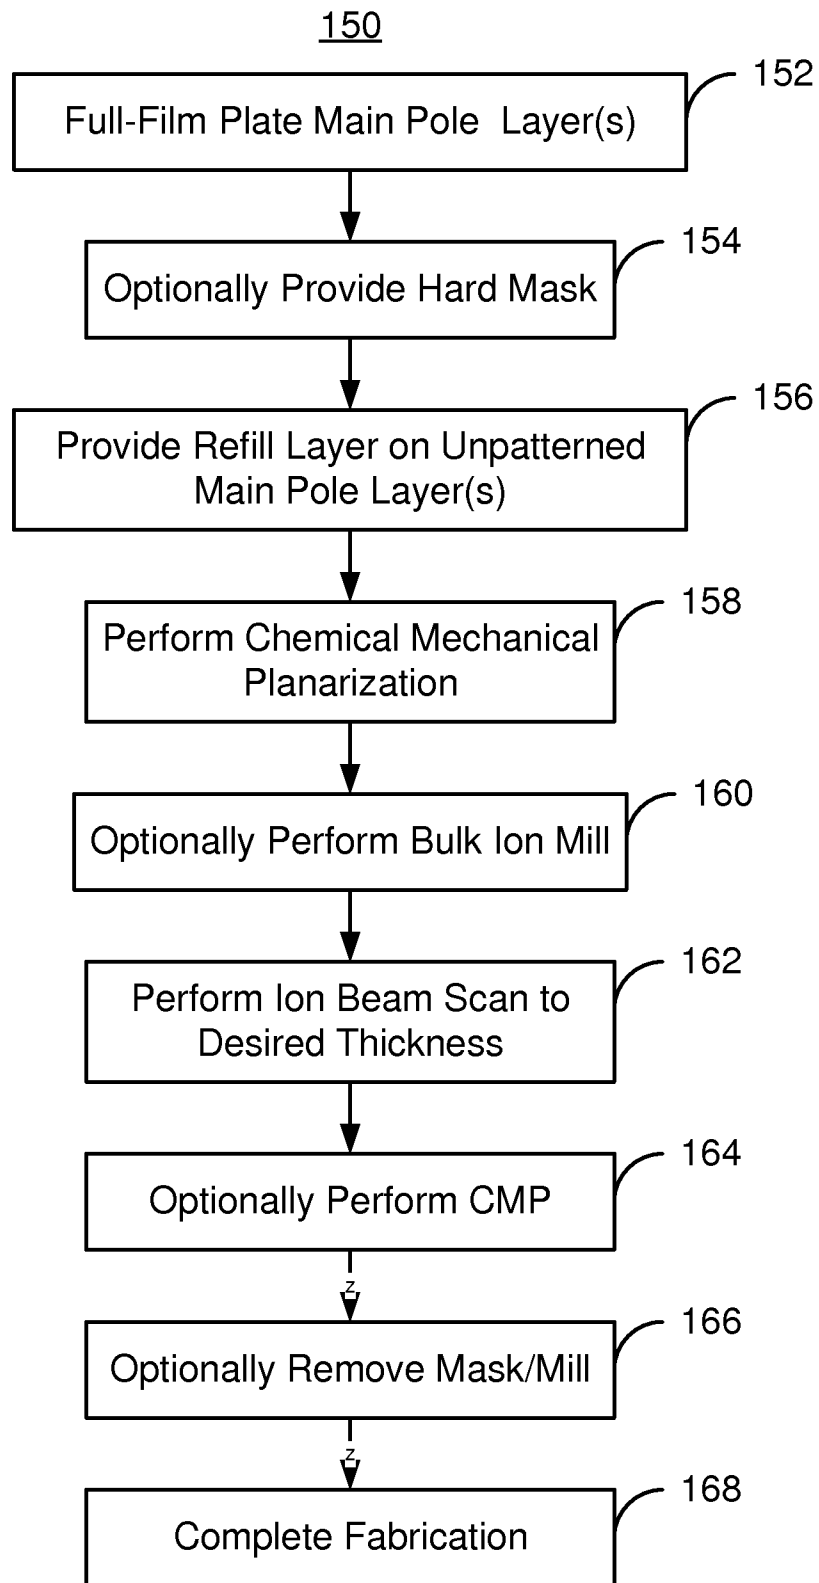 150
152
Full-Film Plate Main Pole Layer(s)
154
Optionally Provide Hard Mask
156
Provide Refill Layer on Unpatterned
Main Pole Layer(s)
158
Perform Chemical Mechanical
Planarization
160
Optionally Perform Bulk Ion Mill
162
Perform Ion Beam Scan to
Desired Thickness
164
Optionally Perform CMP
z
166
Optionally Remove Mask/Mill
z
168
Complete Fabrication